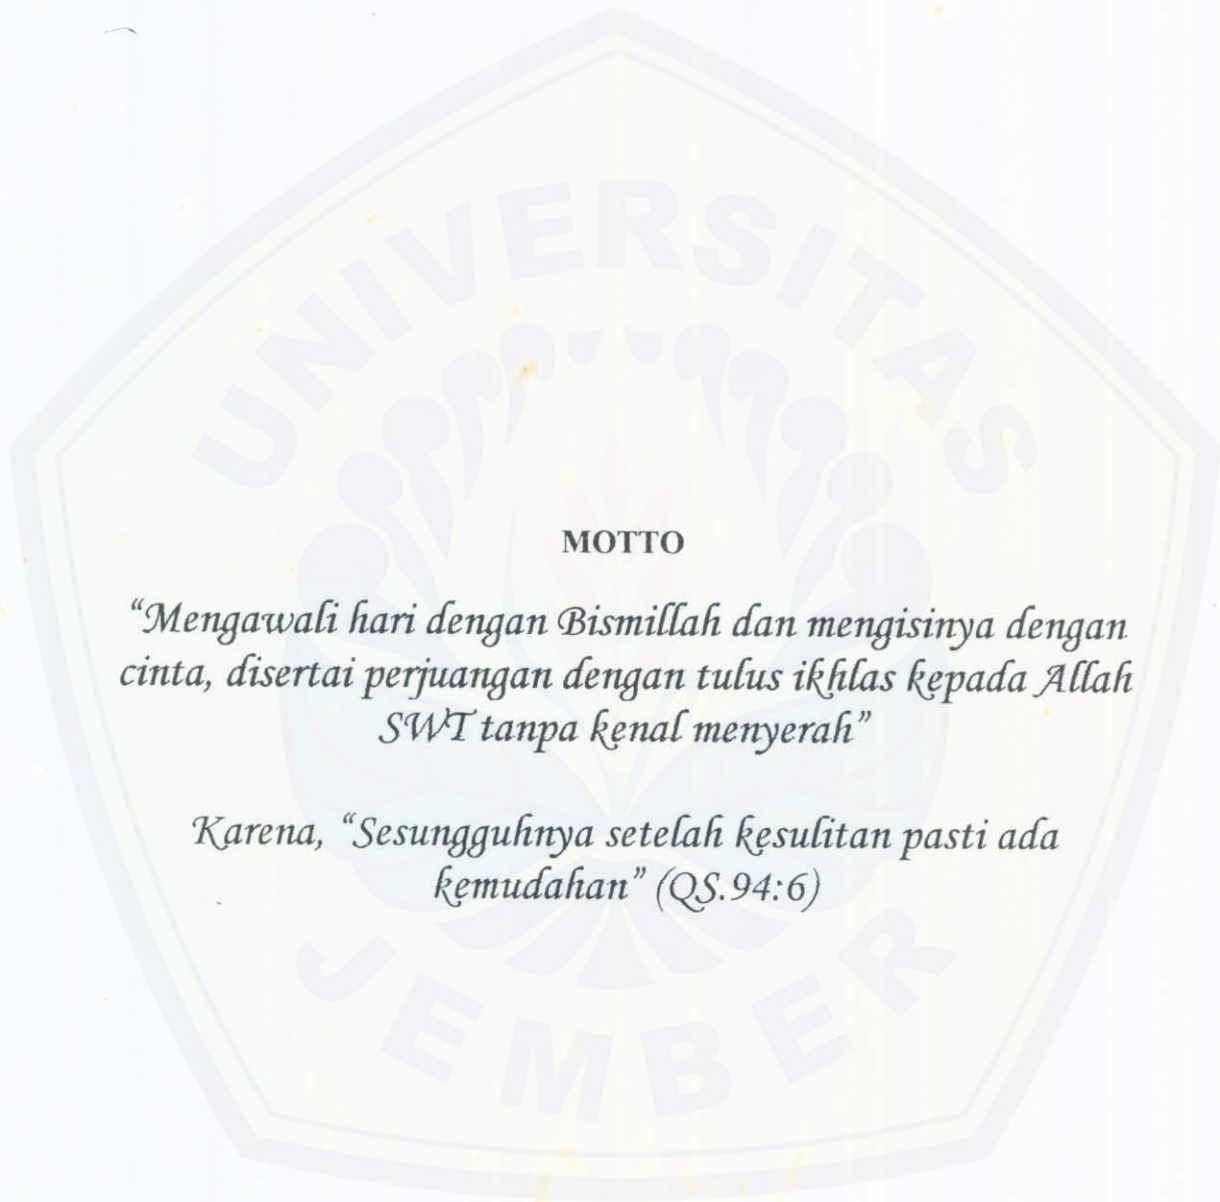 UNIVERSITAS
MOTTO
“Mengawali hari dengan Bismillah dan mengisinya dengan
cinta, disertai perjuangan dengan tulus ikhlas kepada Allah
SWT tanpa kenal menyerah”
Karena, “Sesungguhnya setelah kesulitan pasti ada
kemudahan” (QS.94:6)
JEMBER